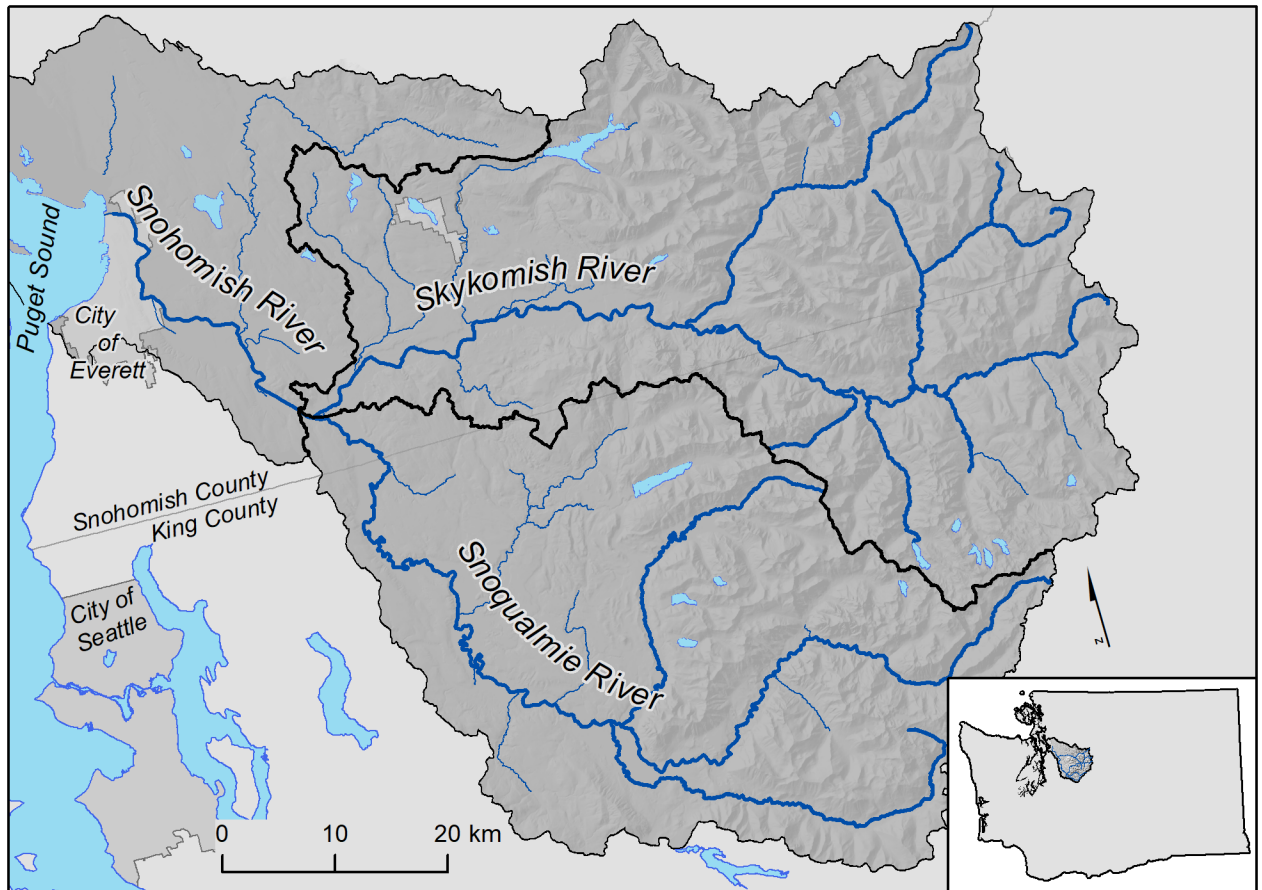 Snohomish River
Skykomish River
Puget Sound
City
of
Everett
Snohomish County
King County
Snoqualmie River
City of
Seattle
N
0 10 20 km